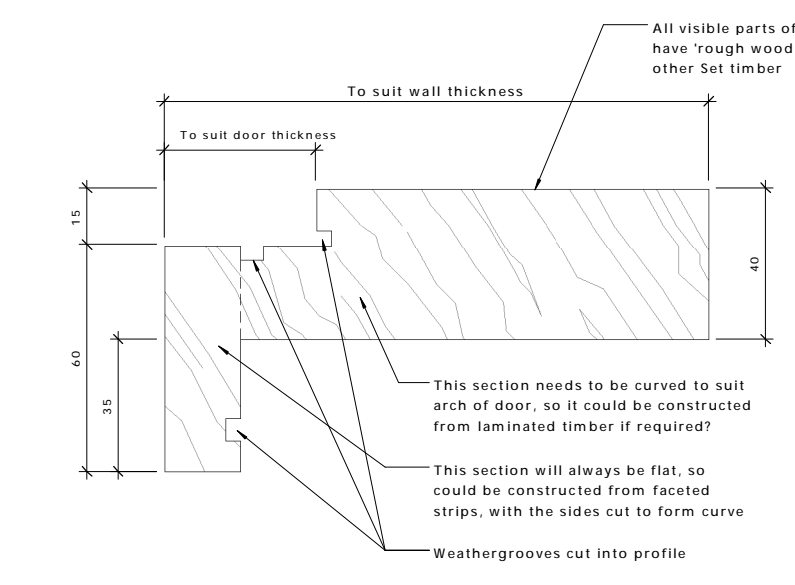 All visible parts of
have 'rough wood
other Set timber
To suit wall thickness
To suit door thickness
15
40
60
35
This section needs to be curved to suit
arch of door, so it could be constructed
from laminated timber if required?
This section will always be flat, so
could be constructed from faceted
strips, with the sides cut to form curve
Weathergrooves cut into profile